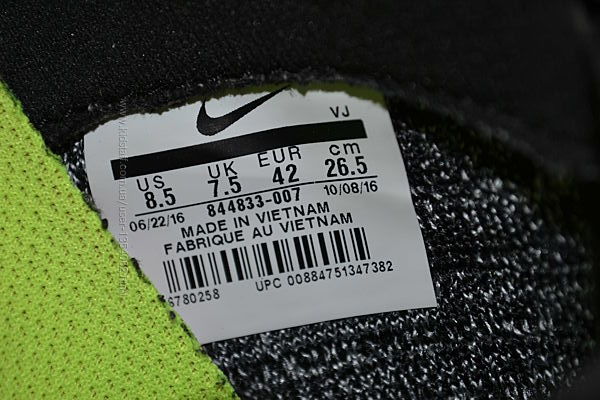 VJ
US UK EUR cm
8.5 7.5 42 26.5
06/22/16 844833-007 10/08/16
MADE IN VIETNAM
FABRIQUE AU VIETNAM
6780258 UPC 00884751347382